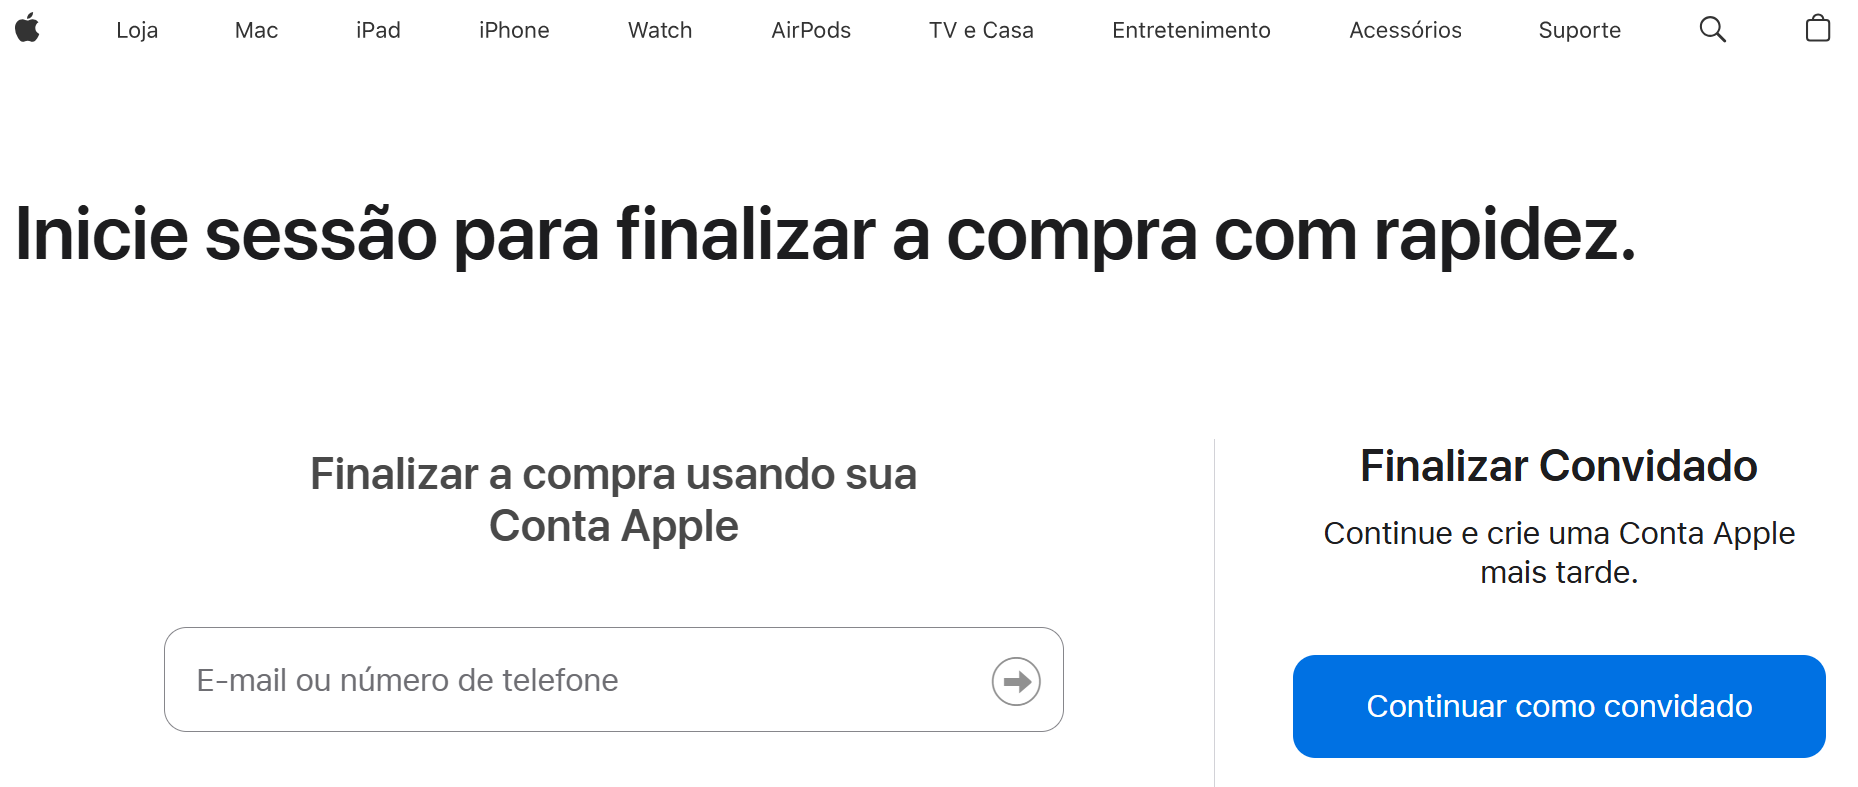 Loja Mac iPad iPhone Watch AirPods TV e Casa Entretenimento Acessórios Suporte
Inicie sessão para finalizar a compra com rapidez.
Finalizar a compra usando sua
Conta Apple
E-mail ou número de telefone
Finalizar Convidado
Continue e crie uma Conta Apple
mais tarde.
Continuar como convidado